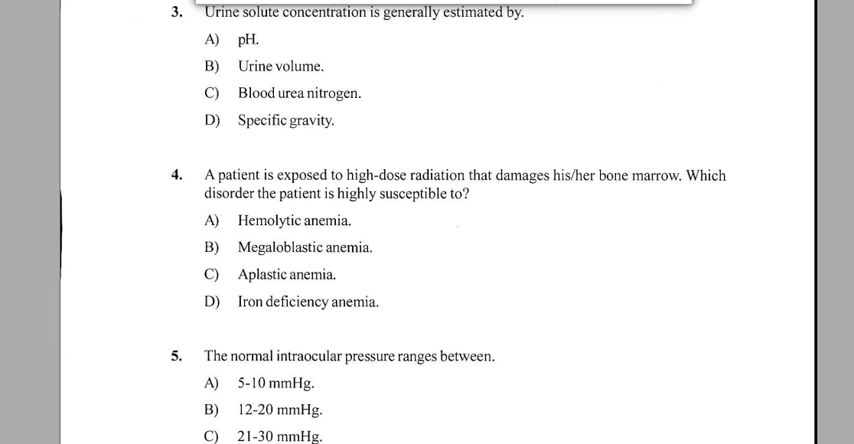 3. Urine solute concentration is generally estimated by.
A) pH.
B) Urine volume.
C) Blood urea nitrogen.
D) Specific gravity.
4. A patient is exposed to high-dose radiation that damages his/her bone marrow. Which
disorder the patient is highly susceptible to?
A) Hemolytic anemia.
B) Megaloblastic anemia.
C) Aplastic anemia.
D) Iron deficiency anemia.
5. The normal intraocular pressure ranges between.
A) 5-10 mmHg.
B) 12-20 mmHg.
C) 21-30 mmHg.